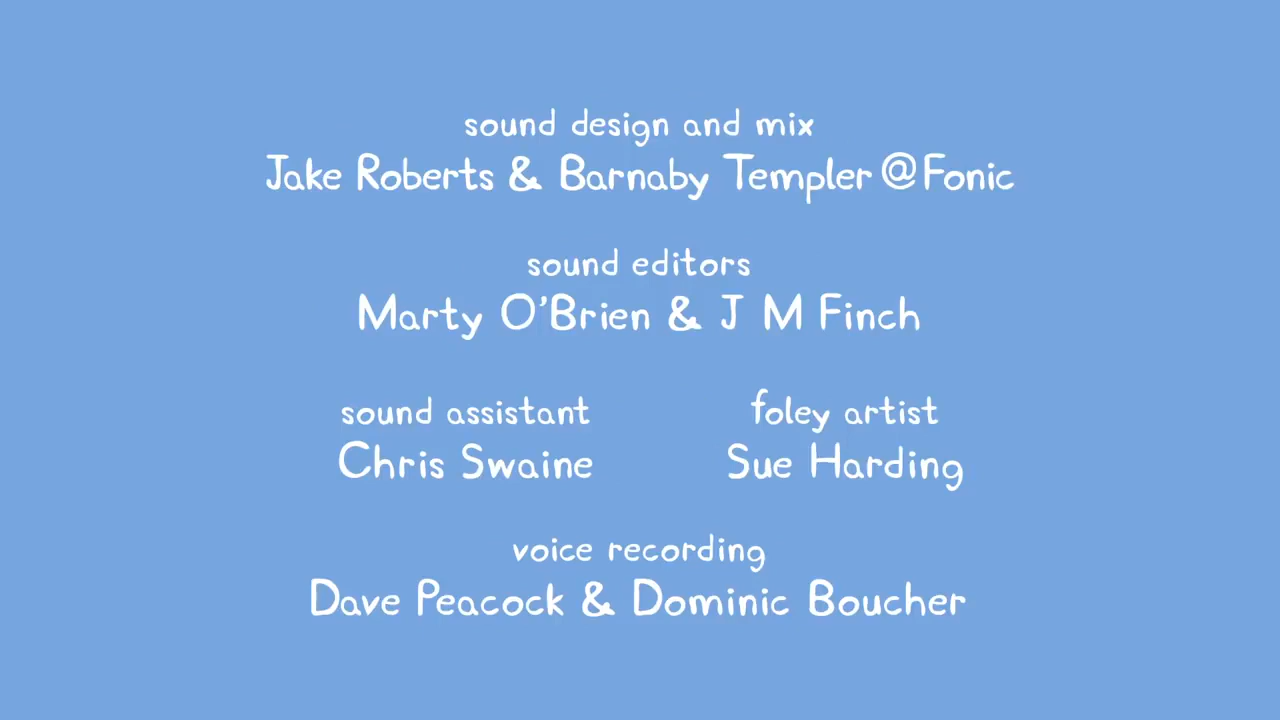 sound design and mix
Jake Roberts & Barnaby Templer @ Fonic
sound editors
Marty O'Brien & J M Finch
sound assistant
Chris Swaine
foley artist
Sue Harding
voice recording
Dave Peacock & Dominic Boucher